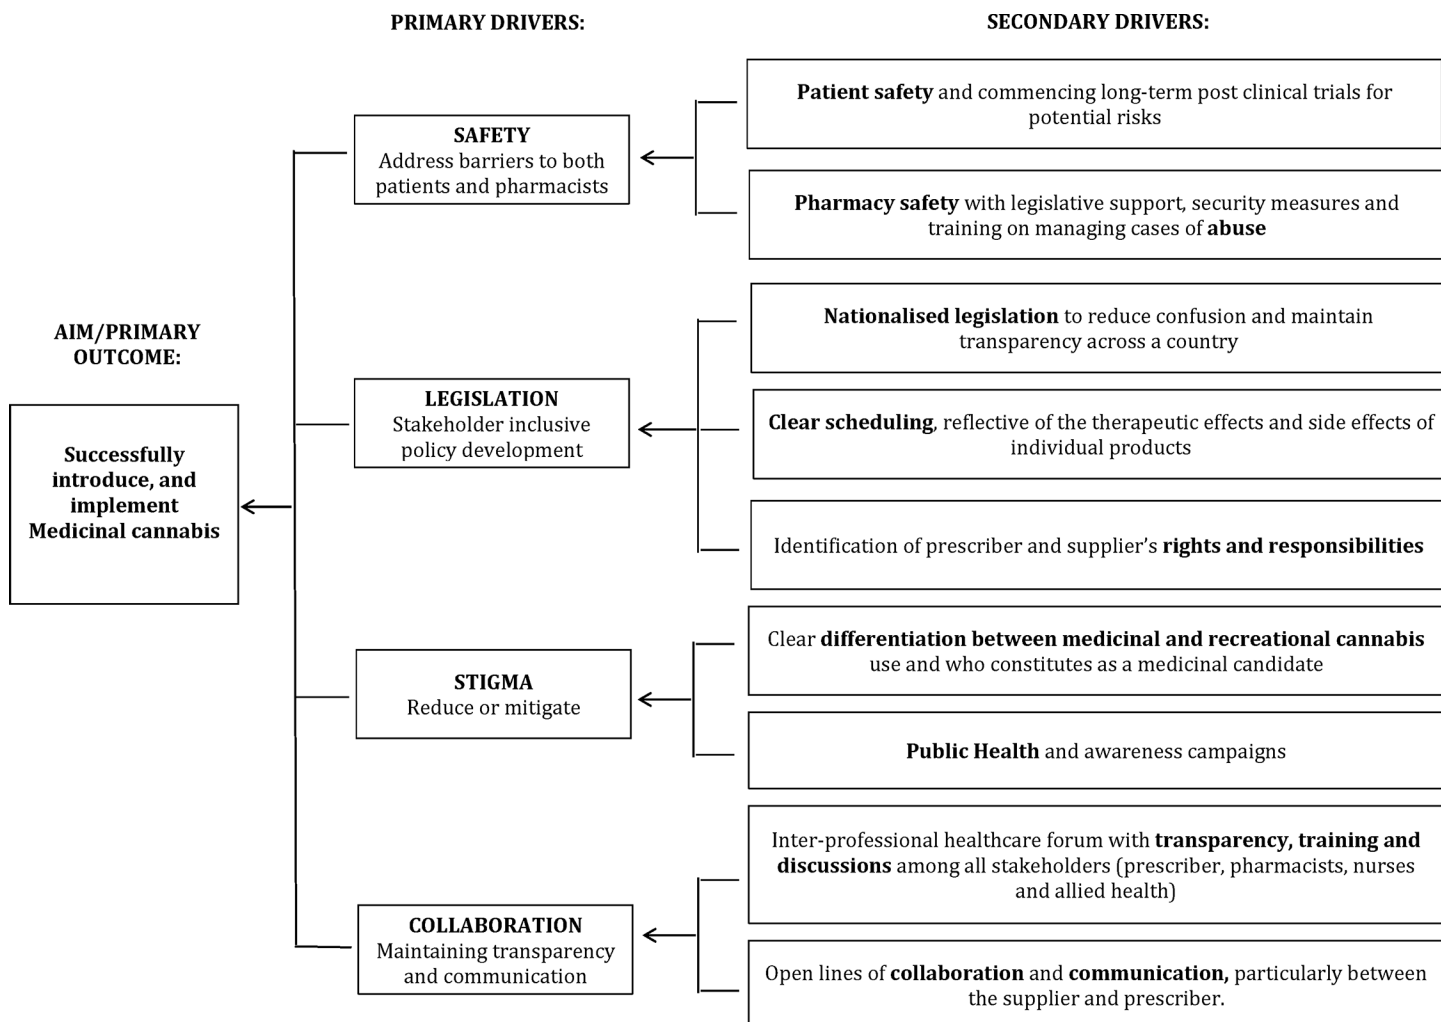 PRIMARY DRIVERS:
SECONDARY DRIVERS:
AIM/PRIMARY
OUTCOME:
Successfully
introduce, and
implement
Medicinal cannabis
SAFETY
Address barriers to both
patients and pharmacists
Patient safety and commencing long-term post clinical trials for
potential risks
Pharmacy safety with legislative support, security measures and
training on managing cases of abuse
LEGISLATION
Stakeholder inclusive
policy development
Nationalised legislation to reduce confusion and maintain
transparency across a country
Clear scheduling, reflective of the therapeutic effects and side effects of
individual products
Identification of prescriber and supplier’s rights and responsibilities
STIGMA
Reduce or mitigate
Clear differentiation between medicinal and recreational cannabis
use and who constitutes as a medicinal candidate
Public Health and awareness campaigns
COLLABORATION
Maintaining transparency
and communication
Inter-professional healthcare forum with transparency, training and
discussions among all stakeholders (prescriber, pharmacists, nurses
and allied health)
Open lines of collaboration and communication, particularly between
the supplier and prescriber.